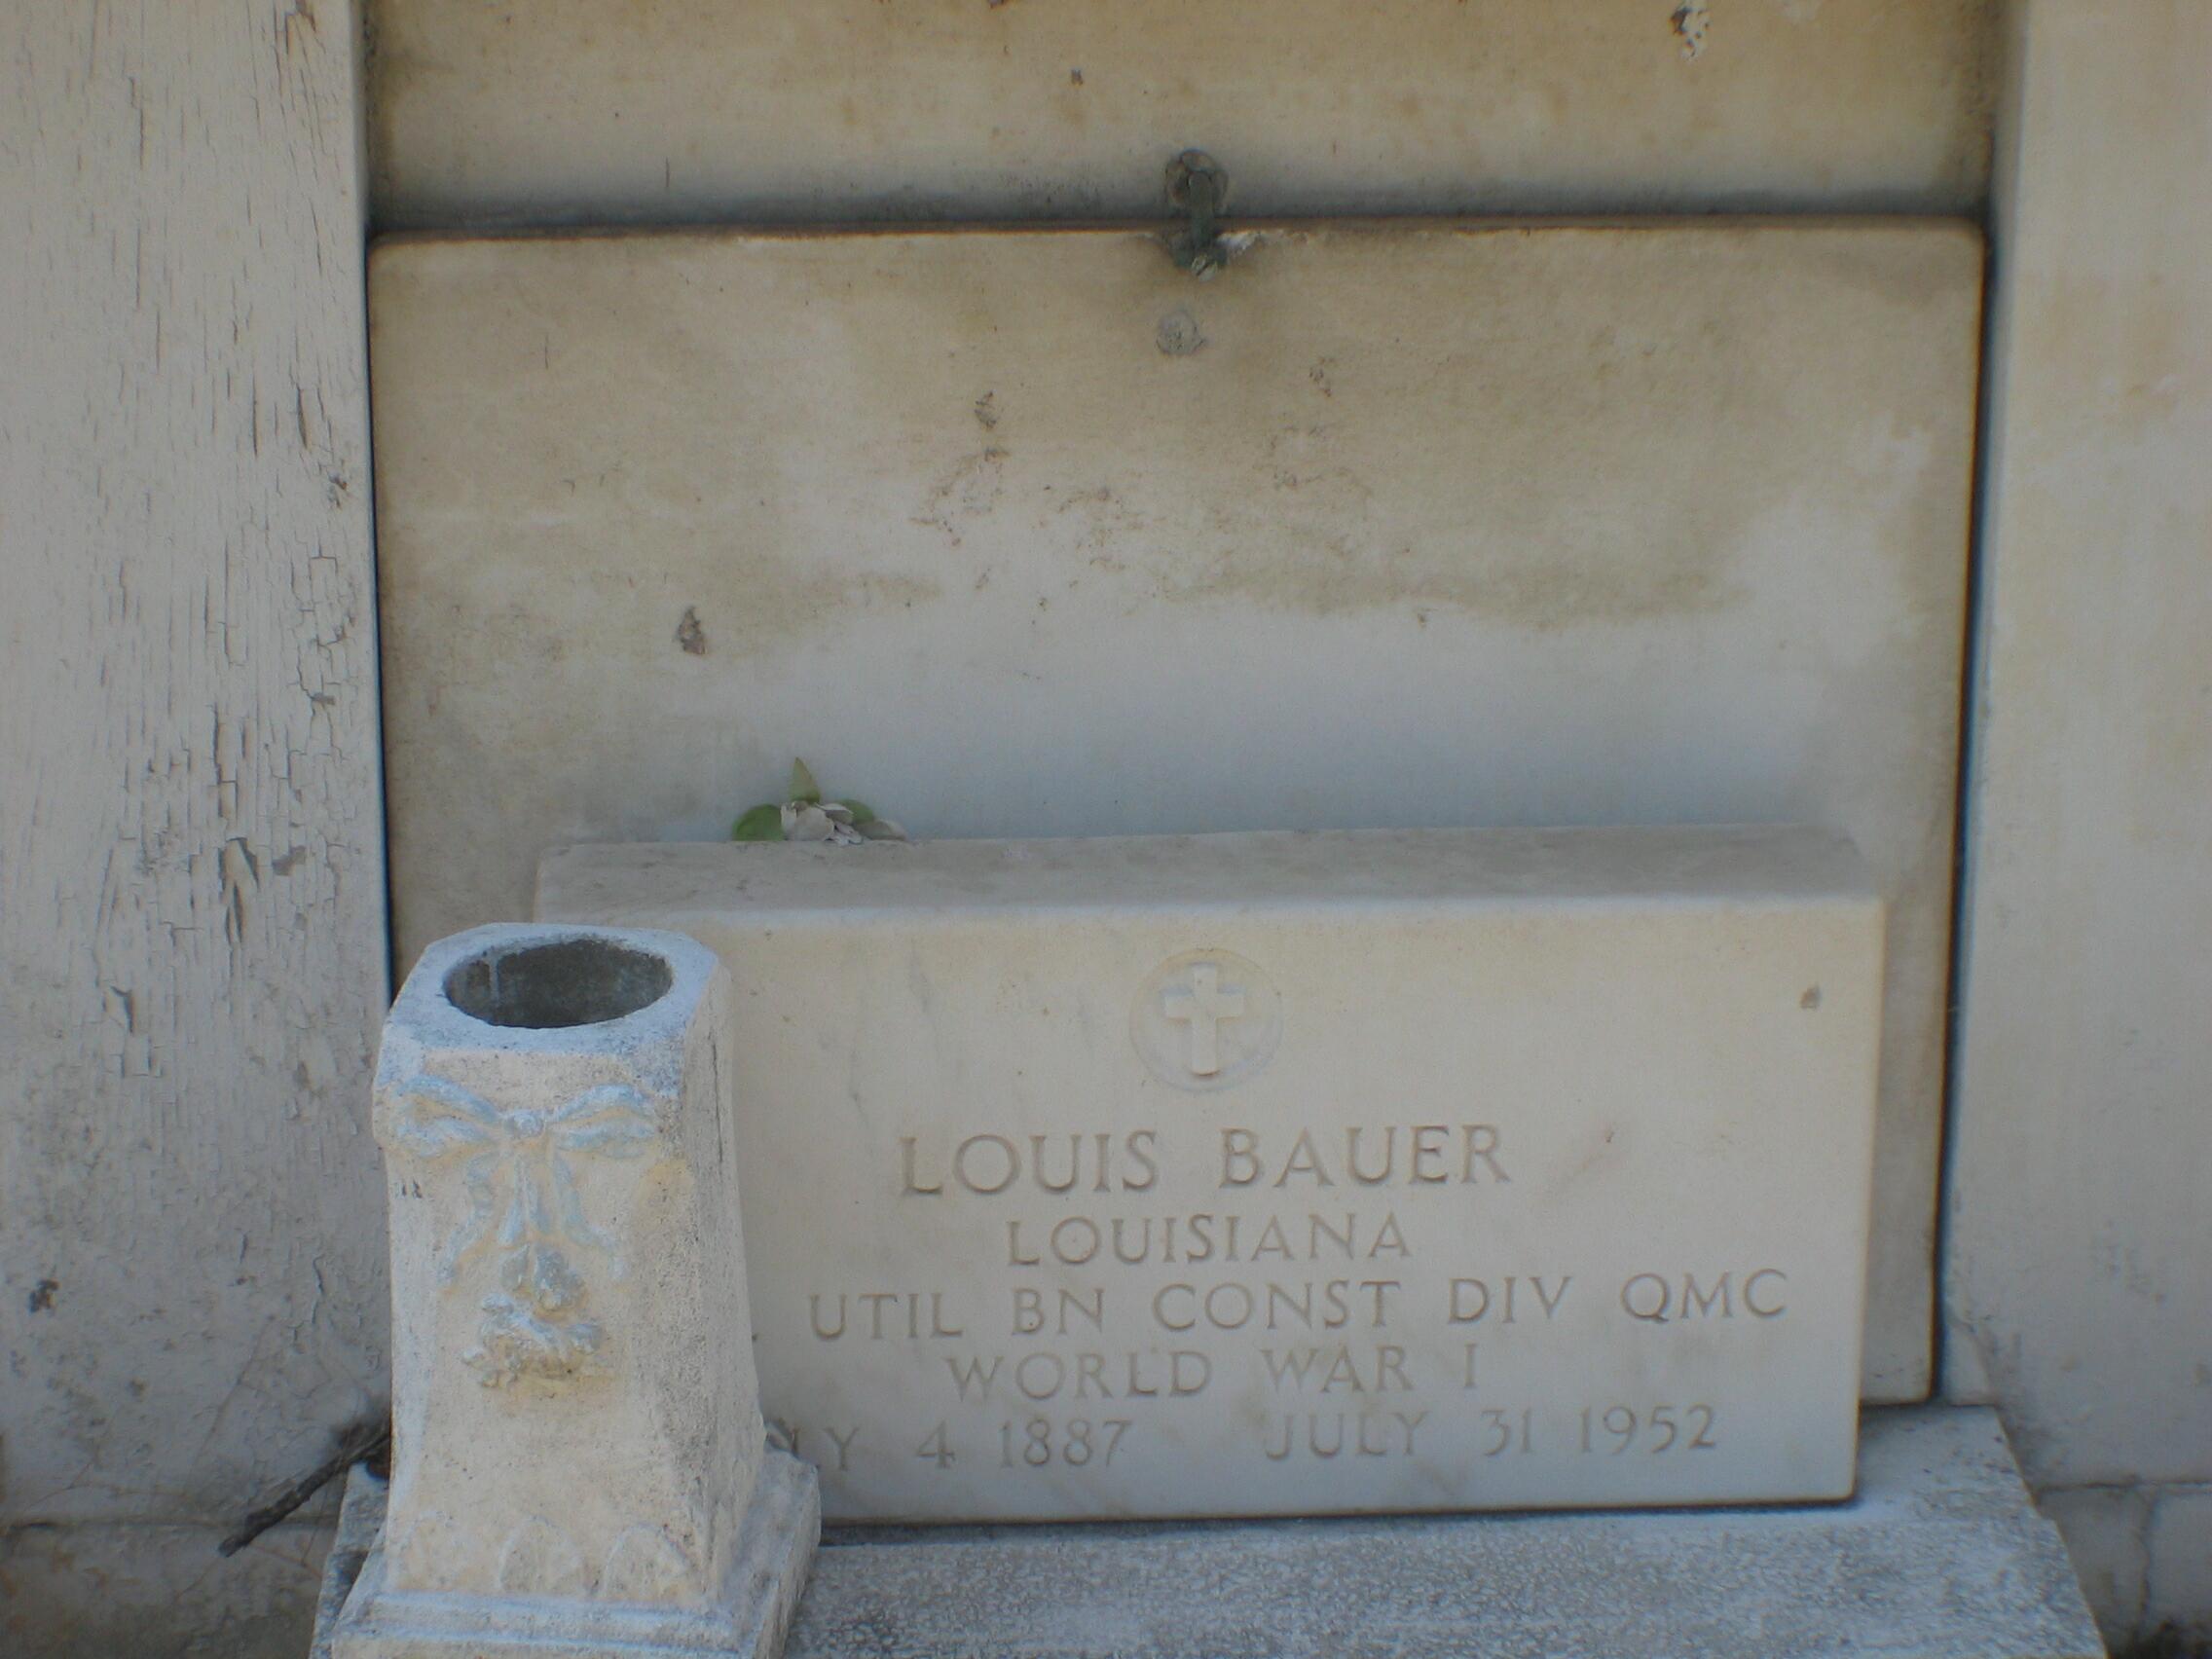 LOUIS BAUER
LOUISIANA
UTIL BN CONST DIV QMC
WORLD WAR I
4 1887 JULY 31 1952